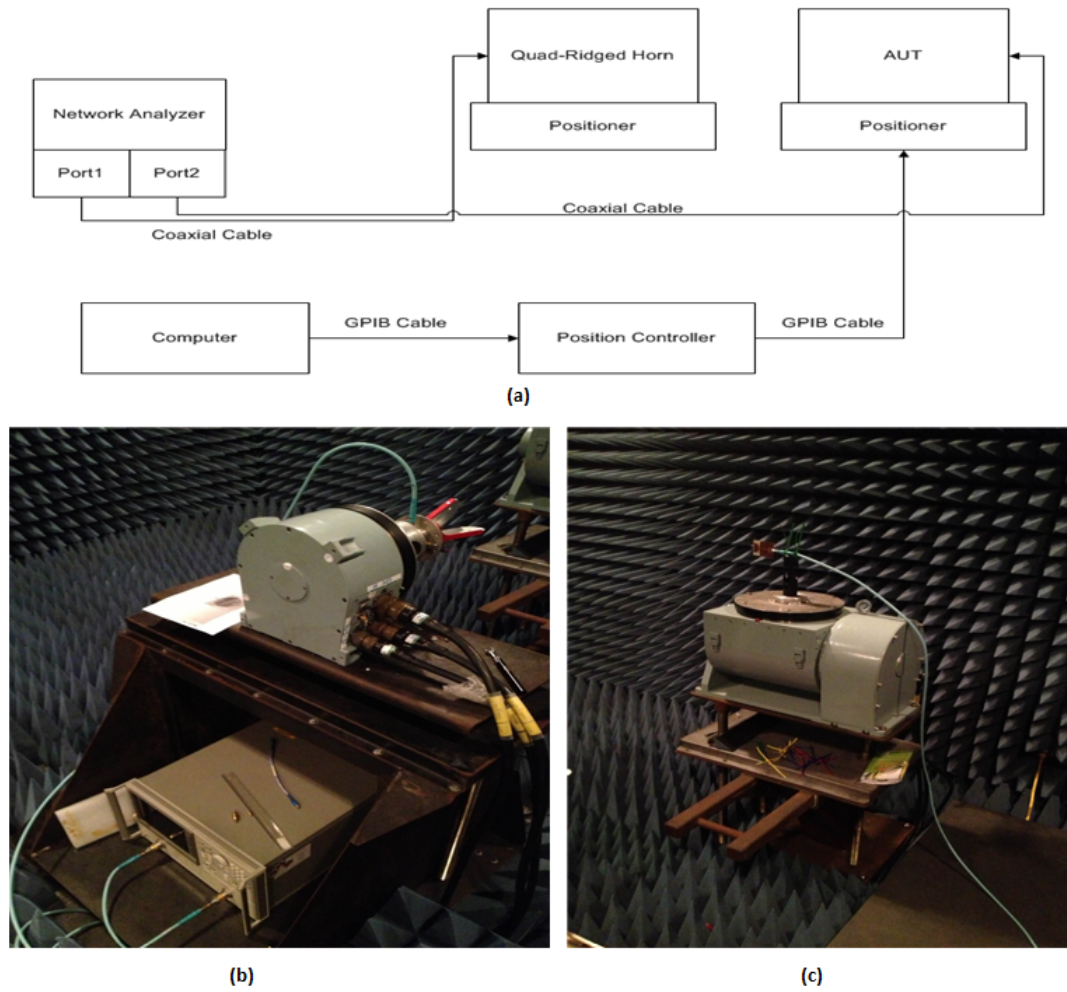 Quad-Ridged Horn
AUT
Network Analyzer
Positioner
Positioner
Port1
Port2
Coaxial Cable
Coaxial Cable
GPIB Cable
GPIB Cable
Computer
Position Controller
(a)
(b)
(c)